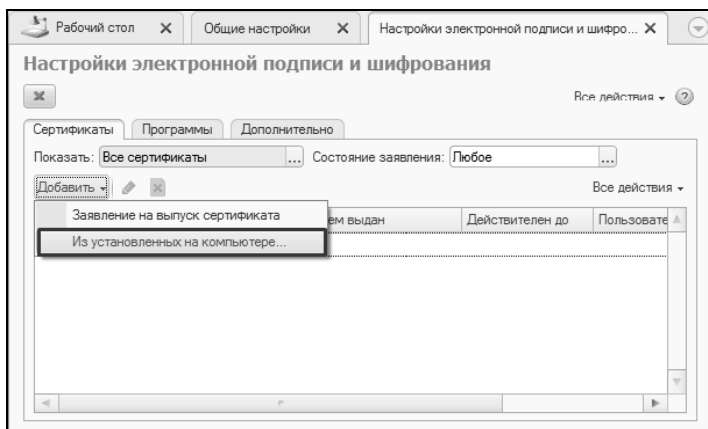 Рабочий стол Общие настройки Настройки электронной подписи и шифро...
Настройки электронной подписи и шифрования
Все действия
Сертификаты Программы Дополнительно
Показать: Все сертификаты ... Состояние заявления: Любое ...
Добавить Все действия
Заявление на выпуск сертификата
ем выдан Действителен до Пользовате
Из установленных на компьютере...